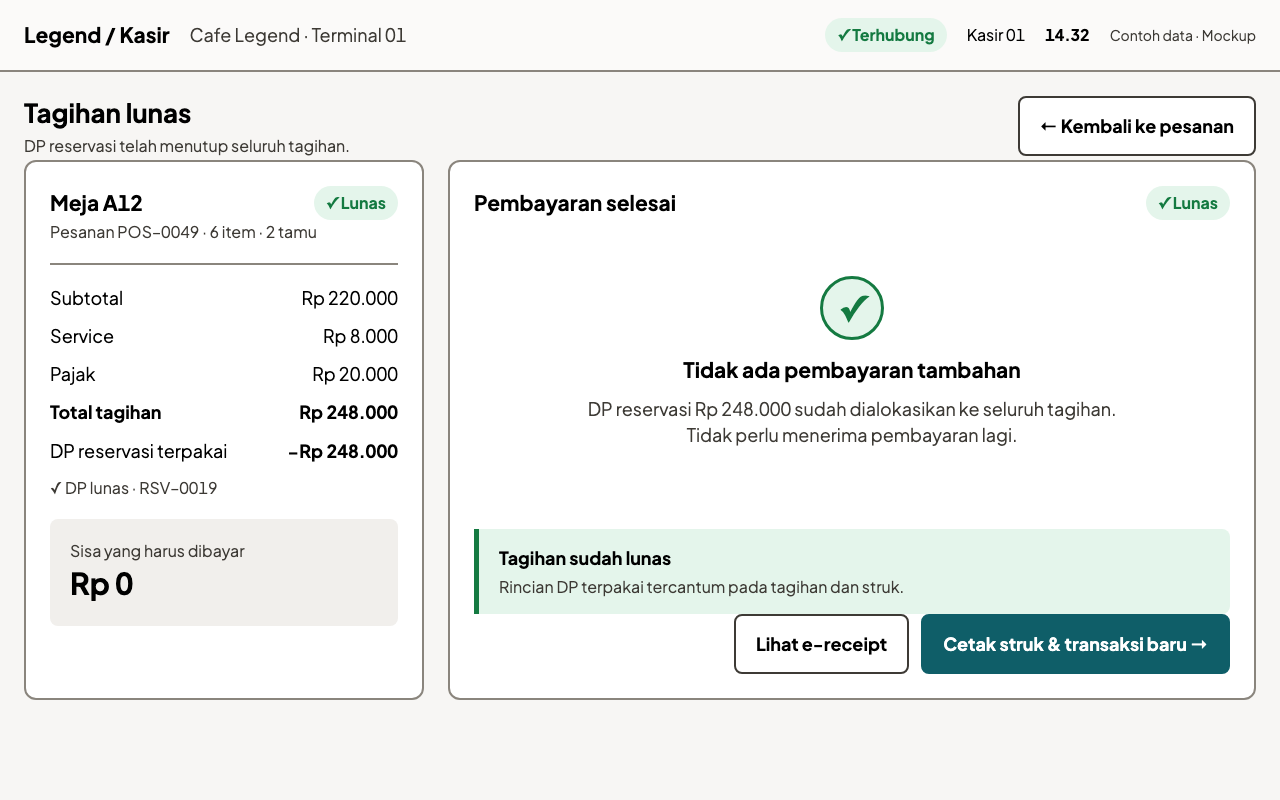 Legend / Kasir Cafe Legend · Terminal 01 ✓Terhubung Kasir 01 14.32 Contoh data · Mockup
Tagihan lunas
DP reservasi telah menutup seluruh tagihan.
← Kembali ke pesanan
Meja A12 ✓Lunas
Pesanan POS-0049 · 6 item · 2 tamu
Subtotal Rp 220.000
Service Rp 8.000
Pajak Rp 20.000
Total tagihan Rp 248.000
DP reservasi terpakai −Rp 248.000
✓ DP lunas · RSV-0019
Sisa yang harus dibayar
Rp 0
Pembayaran selesai ✓Lunas
✓
Tidak ada pembayaran tambahan
DP reservasi Rp 248.000 sudah dialokasikan ke seluruh tagihan.
Tidak perlu menerima pembayaran lagi.
Tagihan sudah lunas
Rincian DP terpakai tercantum pada tagihan dan struk.
Lihat e-receipt Cetak struk & transaksi baru →